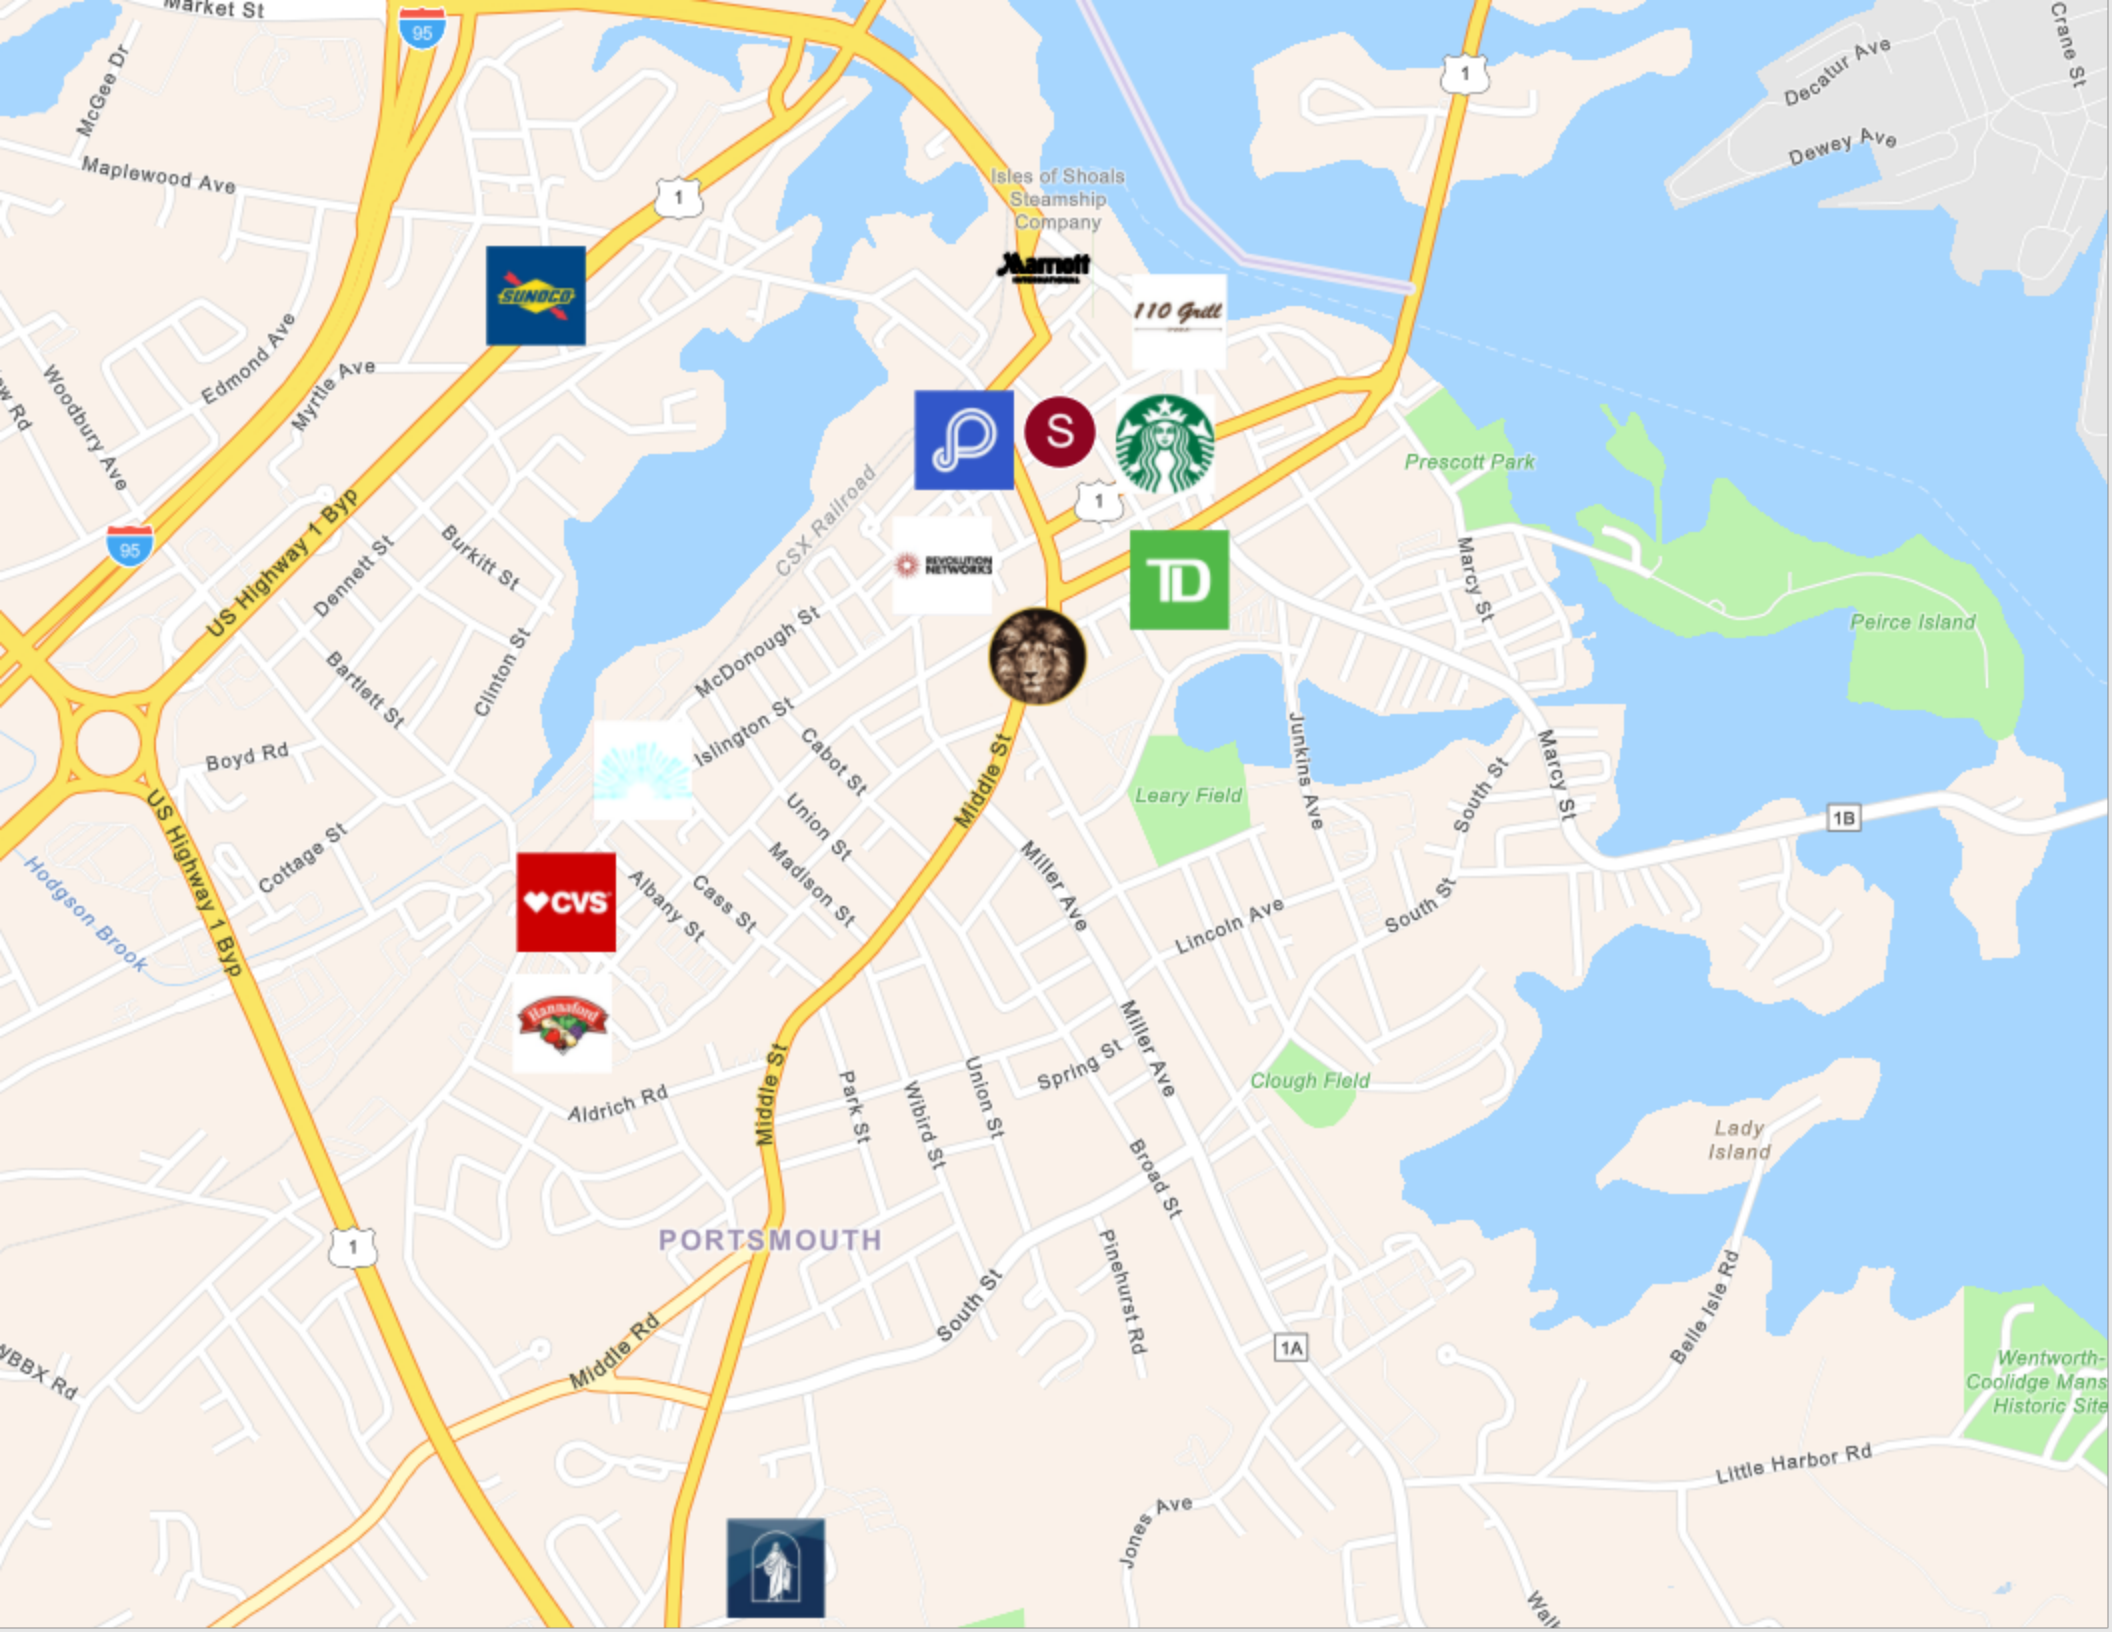 Market St
95
McGee Dr
Maplewood Ave
1
1
Decatur Ave
Crane St
Dewey Ave
Isles of Shoals
Steamship
Company
Marriott
INTERNATIONAL
SUNOCO
110 Grill
Edmond Ave
Myrtle Ave
Woodbury Ave
S
Prescott Park
1
CSX Railroad
95
US Highway 1 Byp
Dennett St
Burkitt St
REVOLUTION
NETWORKS
TD
Marcy St
Peirce Island
McDonough St
Clinton St
Bartlett St
Islington St
Boyd Rd
Cabot St
Middle St
Junkins Ave
South St
Marcy St
Leary Field
1B
US Highway 1 Byp
Cottage St
Union St
Madison St
Miller Ave
Hodgson Brook
CVS
Albany St
Cass St
Lincoln Ave
South St
Hannaford
Miller Ave
Spring St
Middle St
Aldrich Rd
Park St
Wibird St
Union St
Clough Field
Lady
Island
Broad St
PORTSMOUTH
1
Pinehurst Rd
South St
Middle Rd
1A
Belle Isle Rd
WBBX Rd
Wentworth-
Coolidge Mans
Historic Site
Little Harbor Rd
Jones Ave